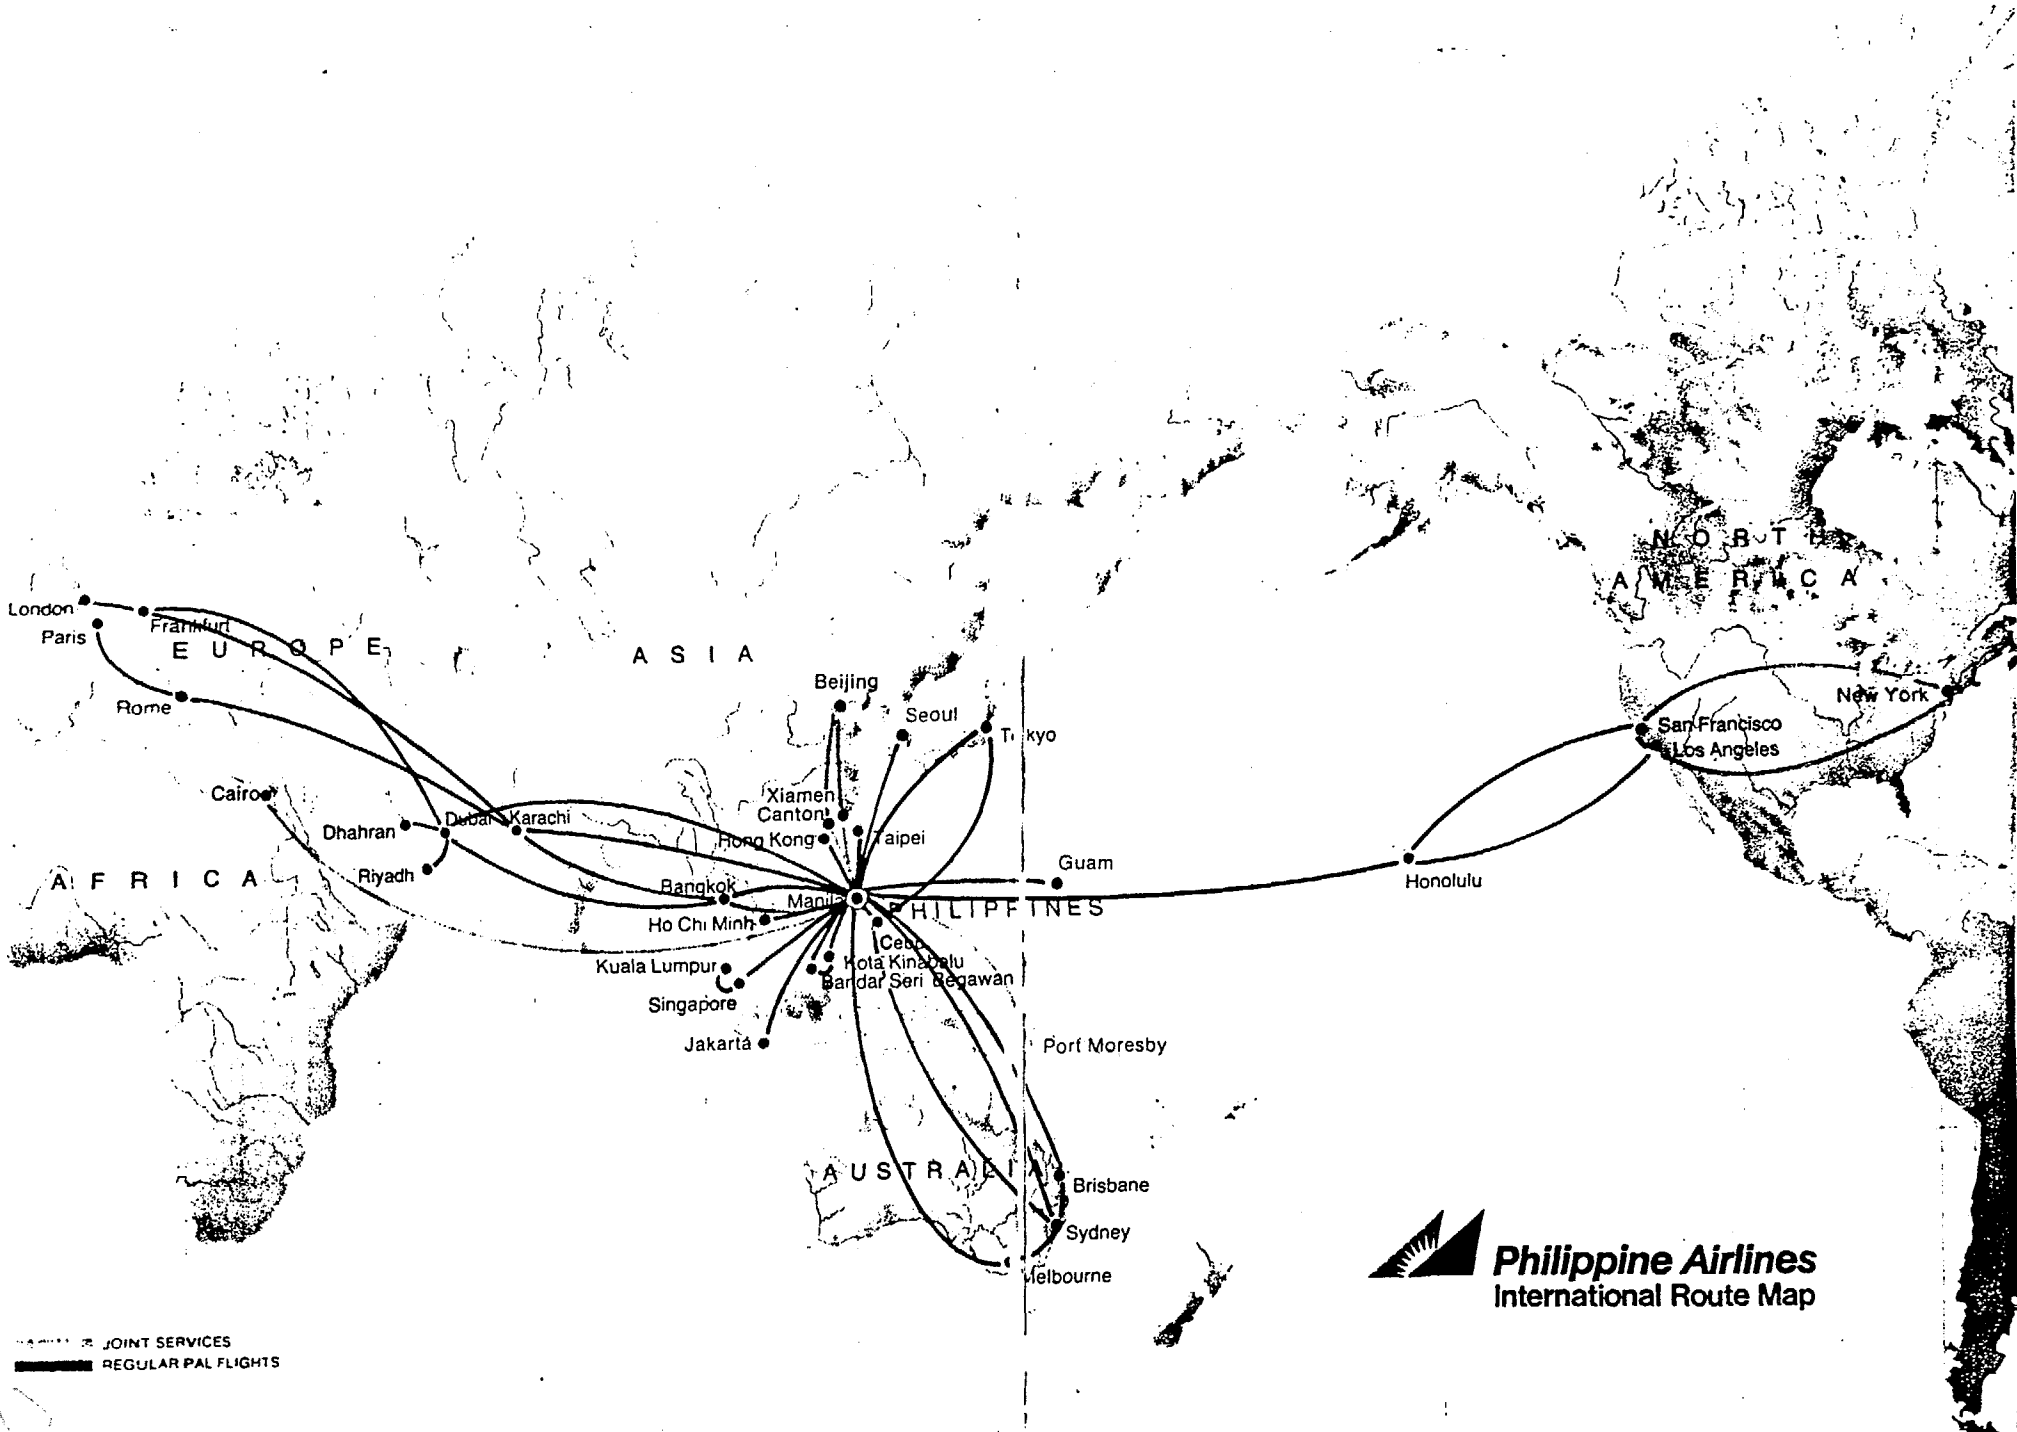 NORTH
AMERICA
London
Frankfurt
Paris
EUROPE
ASIA
Beijing
Rome
Seoul
New York
Tokyo
San Francisco
Los Angeles
Cairo
Xiamen
Canton
Dhahran
Dubai
Karachi
Hong Kong
Taipei
Guam
AFRICA
Riyadh
Bangkok
Honolulu
Manila
PHILIPPINES
Ho Chi Minh
Cebu
Kuala Lumpur
Kota Kinabalu
Bandar Seri Begawan
Singapore
Jakarta
Port Moresby
AUSTRALIA
Brisbane
Sydney
Melbourne
Philippine Airlines
International Route Map
JOINT SERVICES
REGULAR PAL FLIGHTS